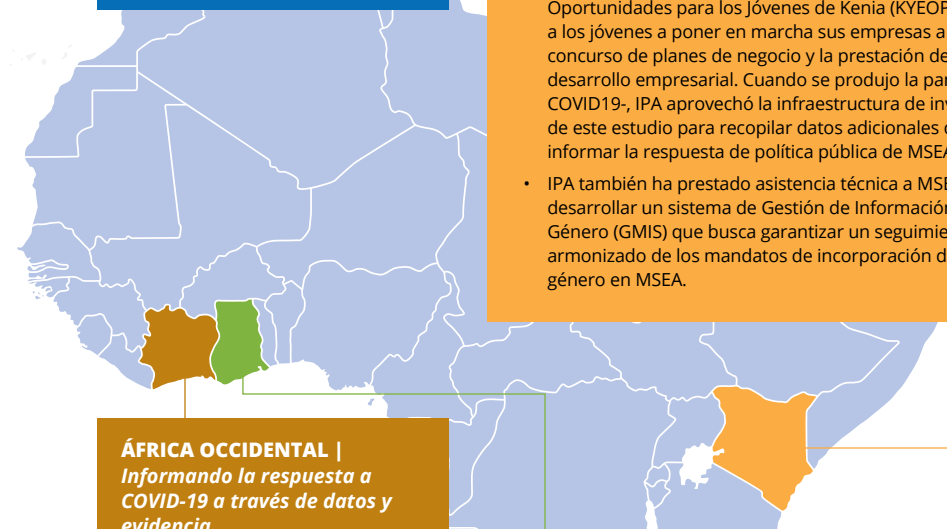 Oportunidades para los Jóvenes de Kenia (KYEOP
a los jóvenes a poner en marcha sus empresas a
concurso de planes de negocio y la prestación de
desarrollo empresarial. Cuando se produjo la pa
COVID19-, IPA aprovechó la infraestructura de in
de este estudio para recopilar datos adicionales
informar la respuesta de política pública de MSEA
• IPA también ha prestado asistencia técnica a MSE
desarrollar un sistema de Gestión de Información
Género (GMIS) que busca garantizar un seguimie
armonizado de los mandatos de incorporación d
género en MSEA.
ÁFRICA OCCIDENTAL |
Informando la respuesta a
COVID-19 a través de datos y
evidencia